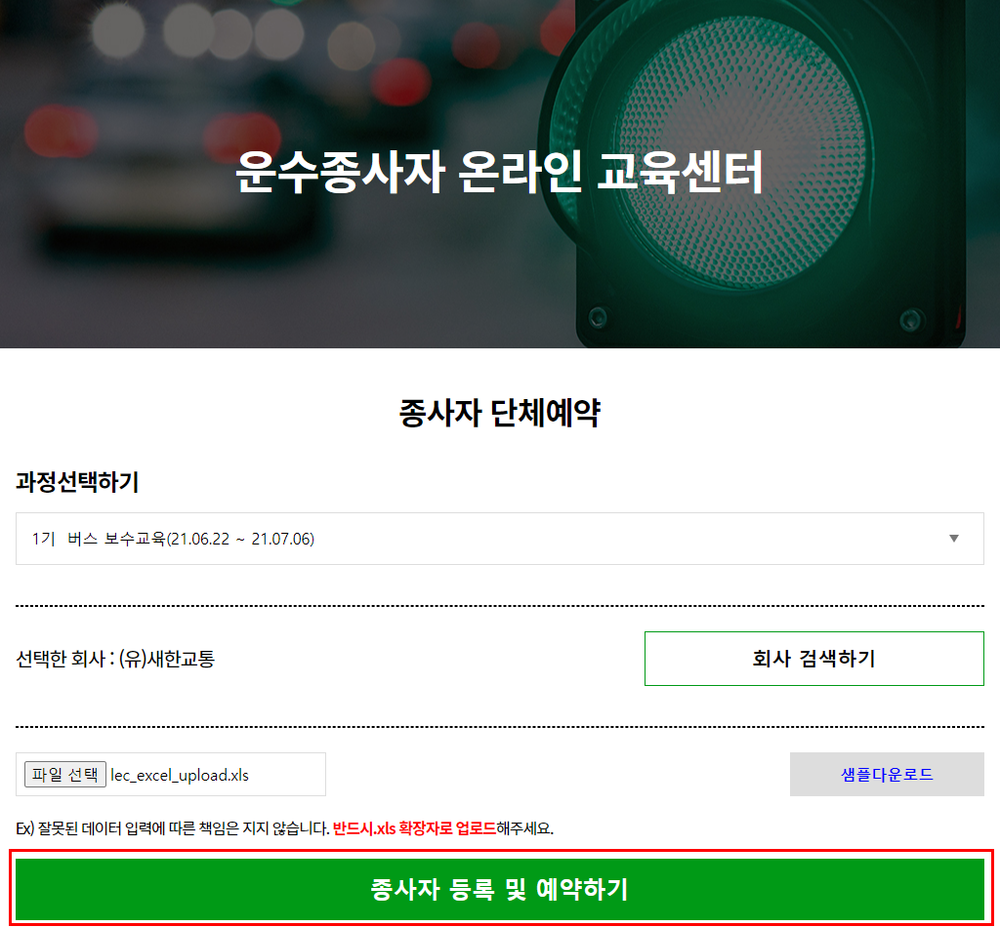 운수종사자 온라인 교육센터
종사자 단체예약
과정선택하기
1기 버스 보수교육(21.06.22 ~ 21.07.06)
선택한 회사 : (유)새한교통
회사 검색하기
파일 선택 lec_excel_upload.xls
샘플다운로드
Ex) 잘못된 데이터 입력에 따른 책임은 지지 않습니다. 반드시.xls 확장자로 업로드해주세요.
종사자 등록 및 예약하기